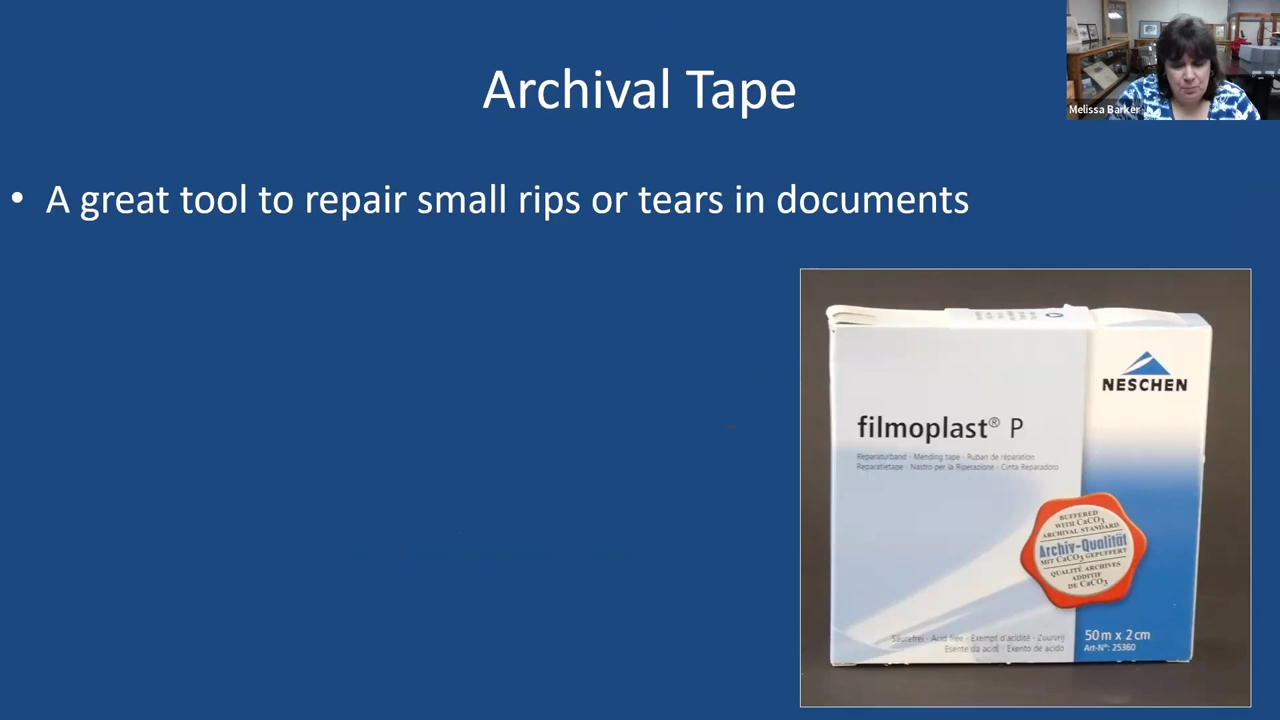 Archival Tape
Melissa Barker
• A great tool to repair small rips or tears in documents
NESCHEN
filmoplast® P
Reparaturband - Mending tape - Ruban de réparation
Reparatietape - Nastro per la Riperazione - Cinta Reparadora
BUFFERED
WITH CaCO3
ARCHIVAL STANDARD
Archiv-Qualität
MIT CaCO3 GEPUFFERT
QUALITÉ ARCHIVES
ADDITIF
DE CaCO3
Säurefrei - Acid free - Exempt d'acidité - Zuurvrij
Esente da acidi - Exento de acido
50 m x 2 cm
Art-N°: 25360